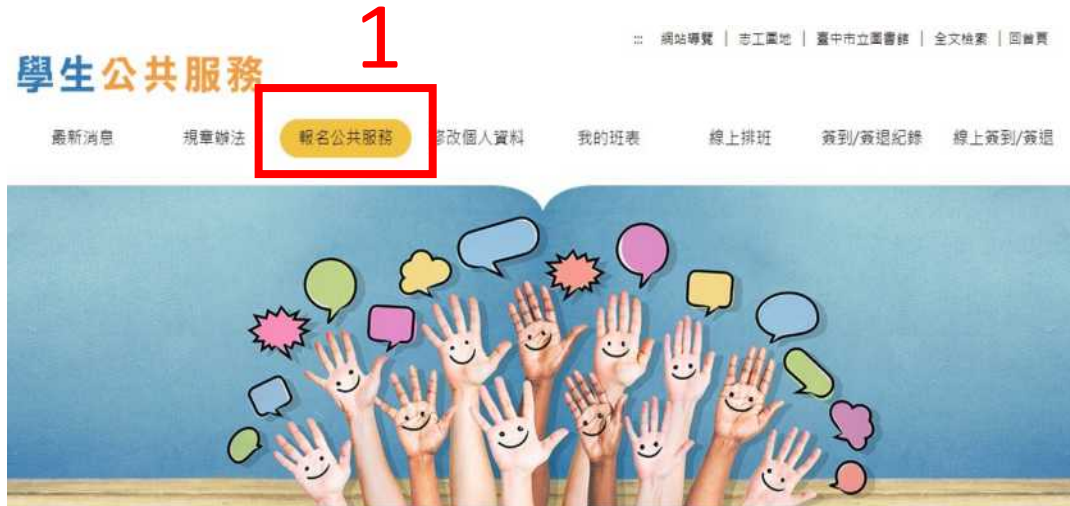 1
::: 網站導覽 | 志工園地 | 臺中市立圖書館 | 全文檢索 | 回首頁
學生公共服務
最新消息 規章辦法 報名公共服務 修改個人資料 我的班表 線上排班 簽到/簽退紀錄 線上簽到/簽退